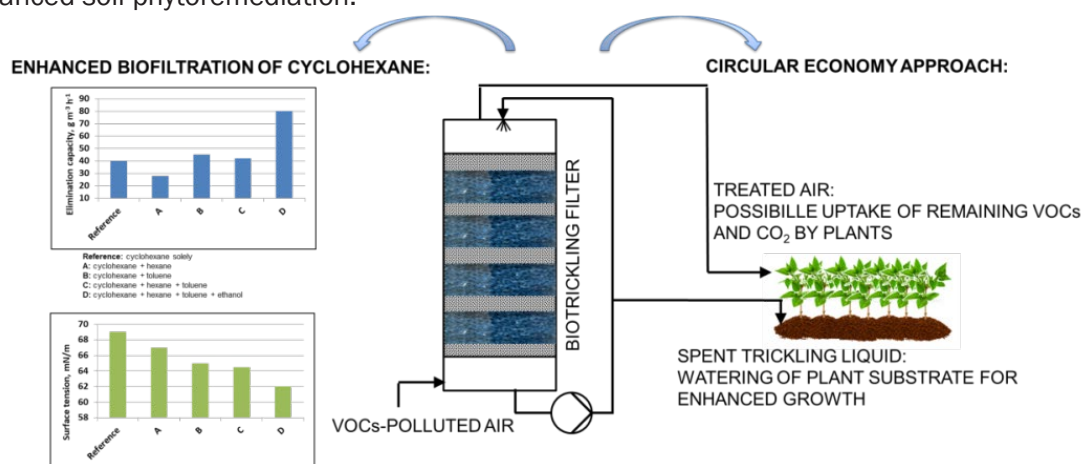 anced soil phytoremediation.
ENHANCED BIOFILTRATION OF CYCLOHEXANE:
CIRCULAR ECONOMY APPROACH:
Elimination capacity, g m⁻³ h⁻¹
90
80
70
60
50
40
30
20
10
Reference
A
B
C
D
Reference: cyclohexane solely
A: cyclohexane + hexane
B: cyclohexane + toluene
C: cyclohexane + hexane + toluene
D: cyclohexane + hexane + toluene + ethanol
Surface tension, mN/m
70
68
66
64
62
60
58
Reference
A
B
C
D
BIOTRICKLING FILTER
VOCs-POLLUTED AIR
TREATED AIR:
POSSIBILLE UPTAKE OF REMAINING VOCs
AND CO₂ BY PLANTS
SPENT TRICKLING LIQUID:
WATERING OF PLANT SUBSTRATE FOR
ENHANCED GROWTH